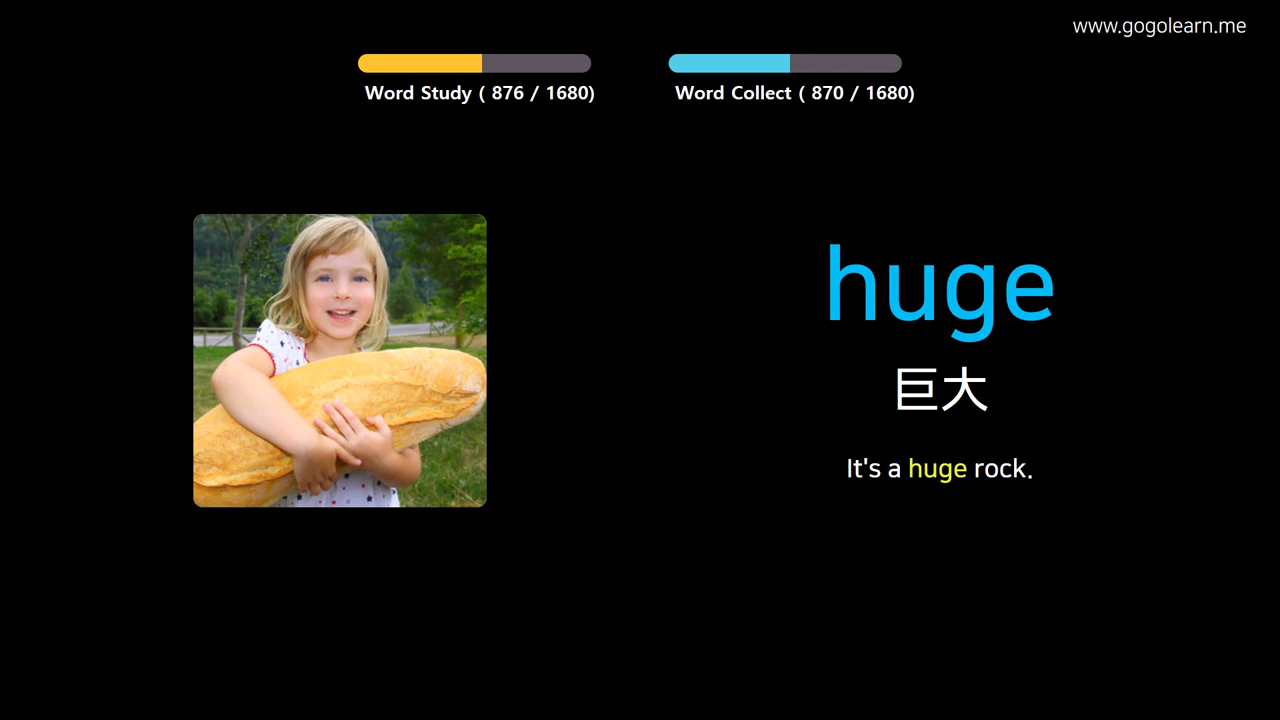 www.gogolearn.me
Word Study ( 876 / 1680)
Word Collect ( 870 / 1680)
huge
巨大
It's a huge rock.